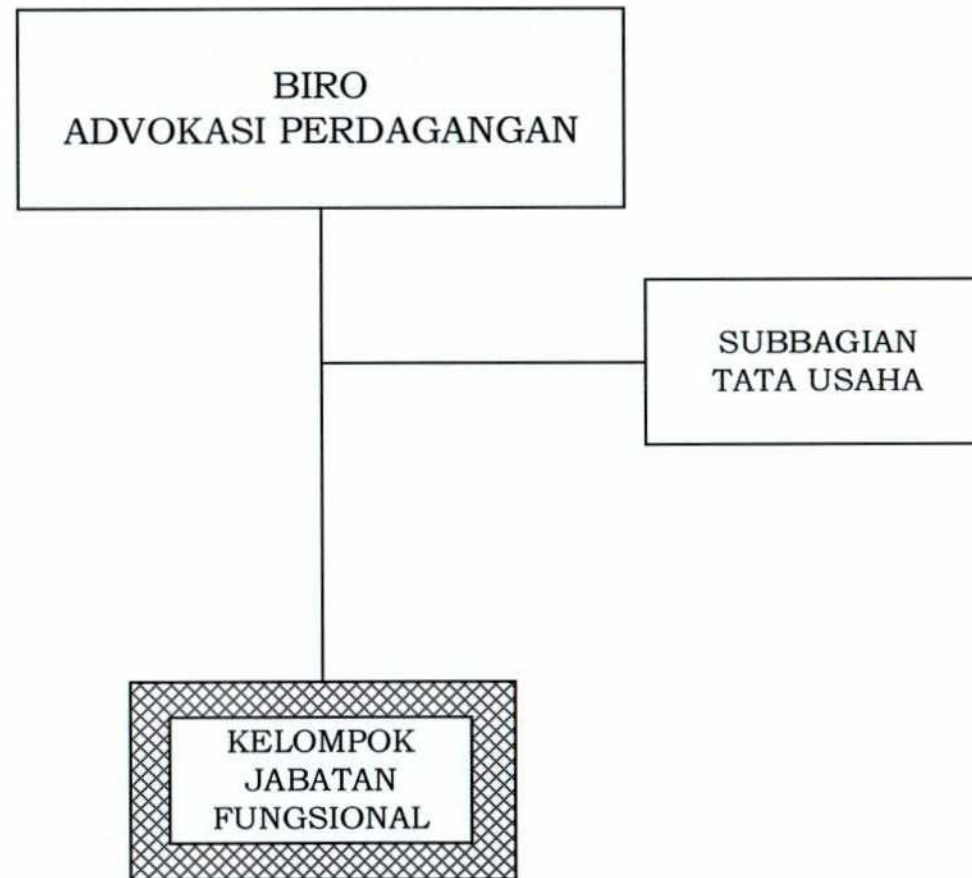 BIRO
ADVOKASI PERDAGANGAN
SUBBAGIAN
TATA USAHA
KELOMPOK
JABATAN
FUNGSIONAL